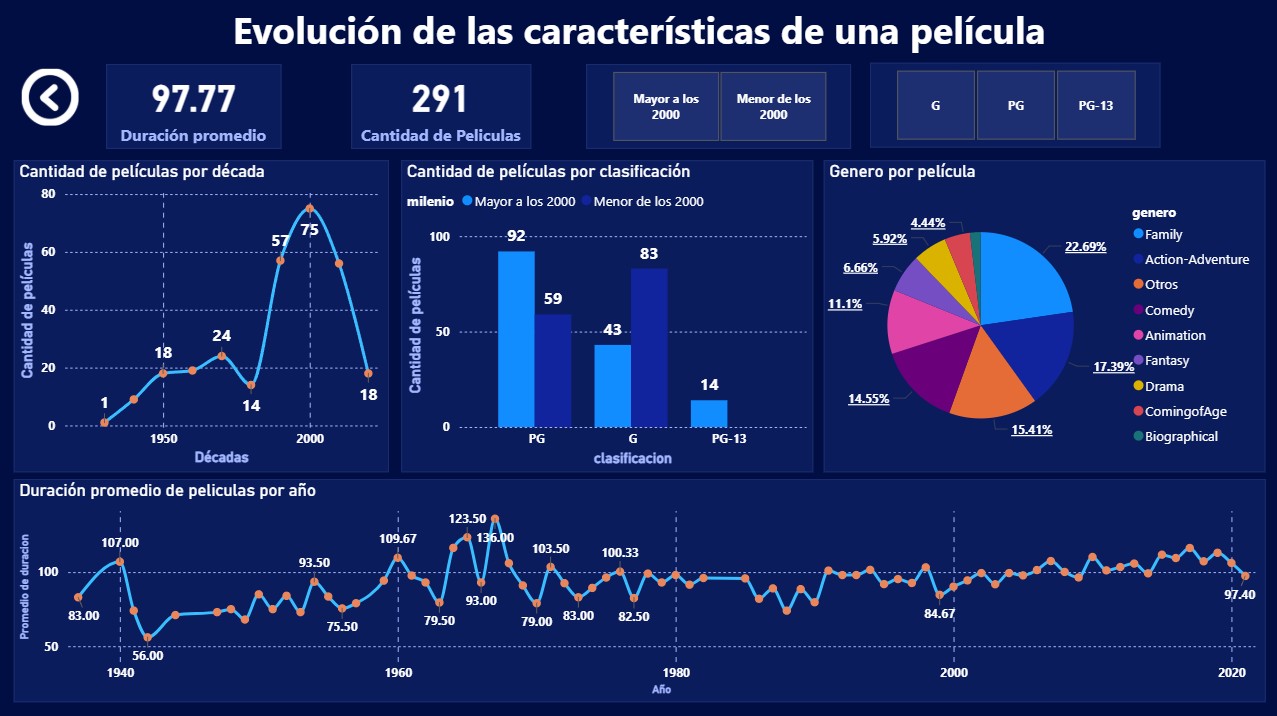 Evolución de las características de una película
97.77
Duración promedio
291
Cantidad de Peliculas
Mayor a los
2000
Menor de los
2000
G
PG
PG-13
Cantidad de películas por década
Cantidad de películas
80
60
40
20
0
1
18
24
14
57
75
18
1950
2000
Décadas
Cantidad de películas por clasificación
milenio
Mayor a los 2000
Menor de los 2000
Cantidad de películas
100
50
0
92
59
43
83
14
PG
G
PG-13
clasificacion
Genero por película
22.69%
17.39%
15.41%
14.55%
11.1%
6.66%
5.92%
4.44%
genero
Family
Action-Adventure
Otros
Comedy
Animation
Fantasy
Drama
ComingofAge
Biographical
Duración promedio de peliculas por año
Promedio de duracion
100
50
83.00
107.00
56.00
93.50
75.50
109.67
79.50
123.50
93.00
136.00
79.00
103.50
83.00
100.33
82.50
84.67
97.40
1940
1960
1980
2000
2020
Año